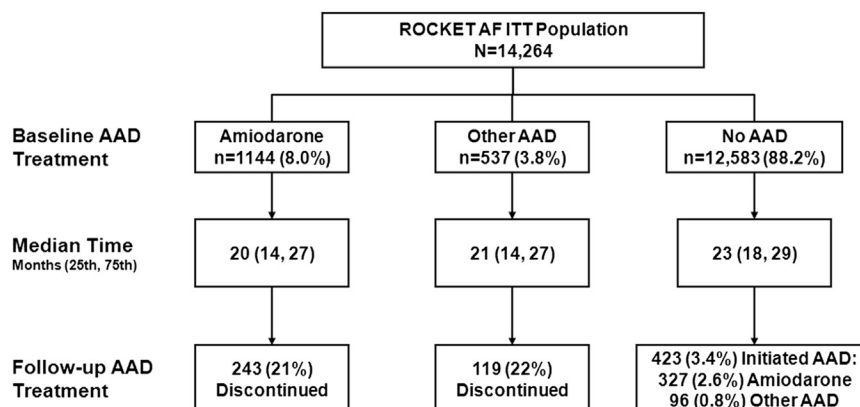 ROCKET AF ITT Population
N=14,264
Baseline AAD
Treatment
Amiodarone
n=1144 (8.0%)
Other AAD
n=537 (3.8%)
No AAD
n=12,583 (88.2%)
Median Time
Months (25th, 75th)
20 (14, 27)
21 (14, 27)
23 (18, 29)
Follow-up AAD
Treatment
243 (21%)
Discontinued
119 (22%)
Discontinued
423 (3.4%) Initiated AAD:
327 (2.6%) Amiodarone
96 (0.8%) Other AAD